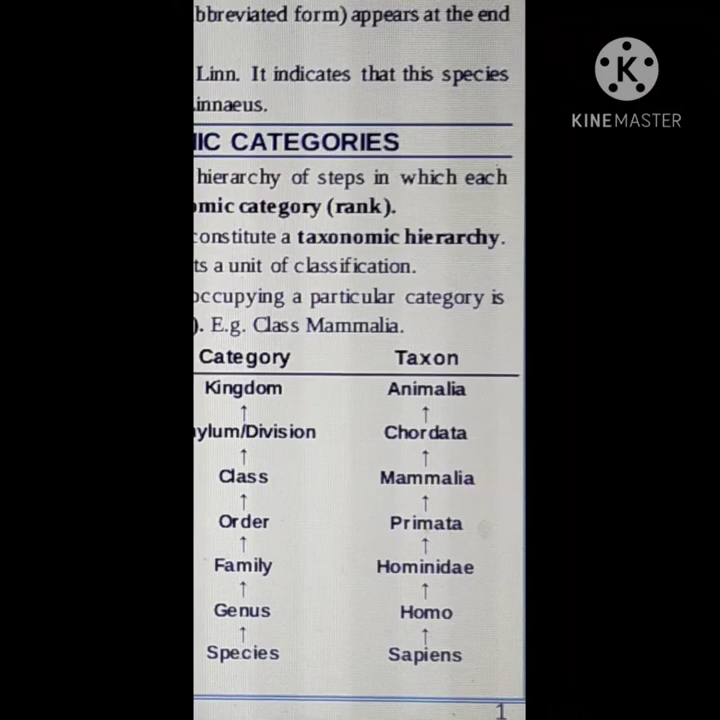 bbreviated form) appears at the end
Linn. It indicates that this species
innaeus.
IC CATEGORIES
hierarchy of steps in which each
mic category (rank).
onstitute a taxonomic hierarchy.
ts a unit of classification.
occupying a particular category is
). E.g. Class Mammalia.
Category Taxon
Kingdom Animalia
↑ ↑
ylum/Division Chordata
↑ ↑
Class Mammalia
↑ ↑
Order Primata
↑ ↑
Family Hominidae
↑ ↑
Genus Homo
↑ ↑
Species Sapiens
1
K
KINEMASTER